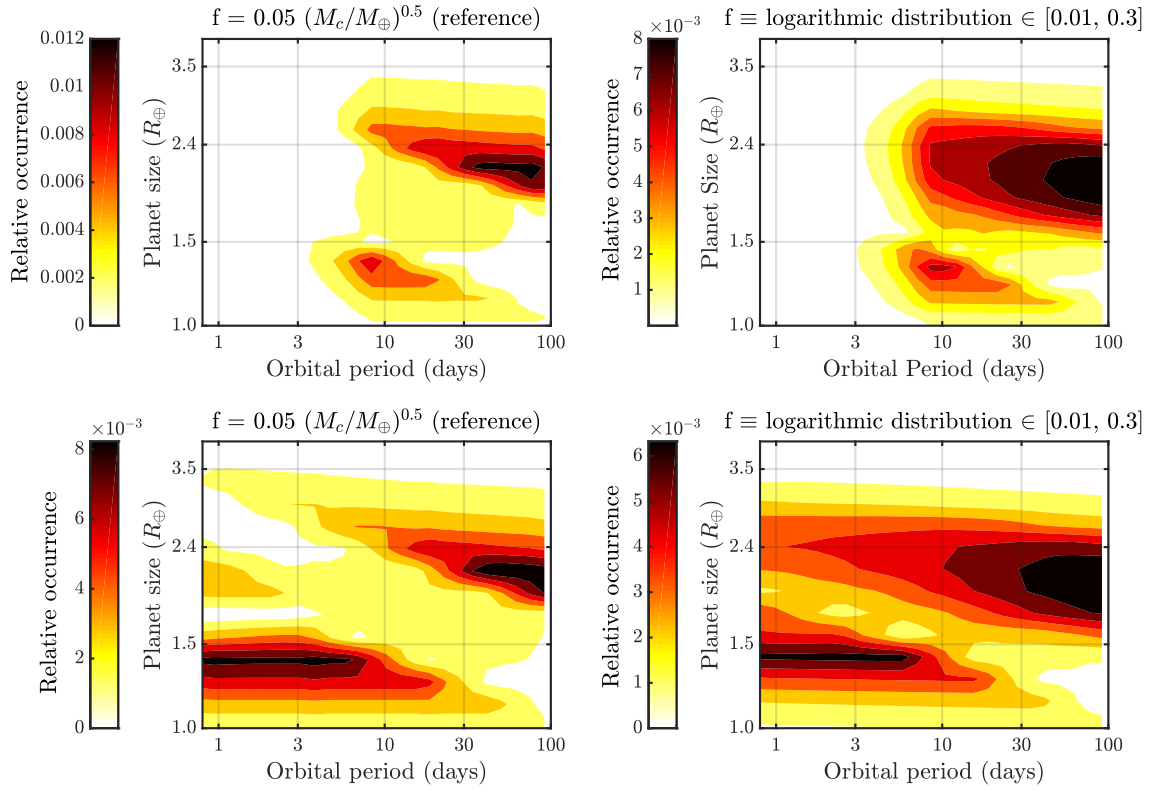 f = 0.05 (M_c/M_⊕)^0.5 (reference)
0.012
0.01
0.008
0.006
0.004
0.002
0
Relative occurrence
3.5
2.4
1.5
1.0
Planet size (R_⊕)
1 3 10 30 100
Orbital period (days)
f ≡ logarithmic distribution ∈ [0.01, 0.3]
×10⁻³
8
7
6
5
4
3
2
1
Relative occurrence
3.5
2.4
1.5
1.0
Planet Size (R_⊕)
1 3 10 30 100
Orbital Period (days)
f = 0.05 (M_c/M_⊕)^0.5 (reference)
×10⁻³
8
6
4
2
0
Relative occurrence
3.5
2.4
1.5
1.0
Planet size (R_⊕)
1 3 10 30 100
Orbital period (days)
f ≡ logarithmic distribution ∈ [0.01, 0.3]
×10⁻³
6
5
4
3
2
1
0
Relative occurrence
3.5
2.4
1.5
1.0
Planet size (R_⊕)
1 3 10 30 100
Orbital period (days)